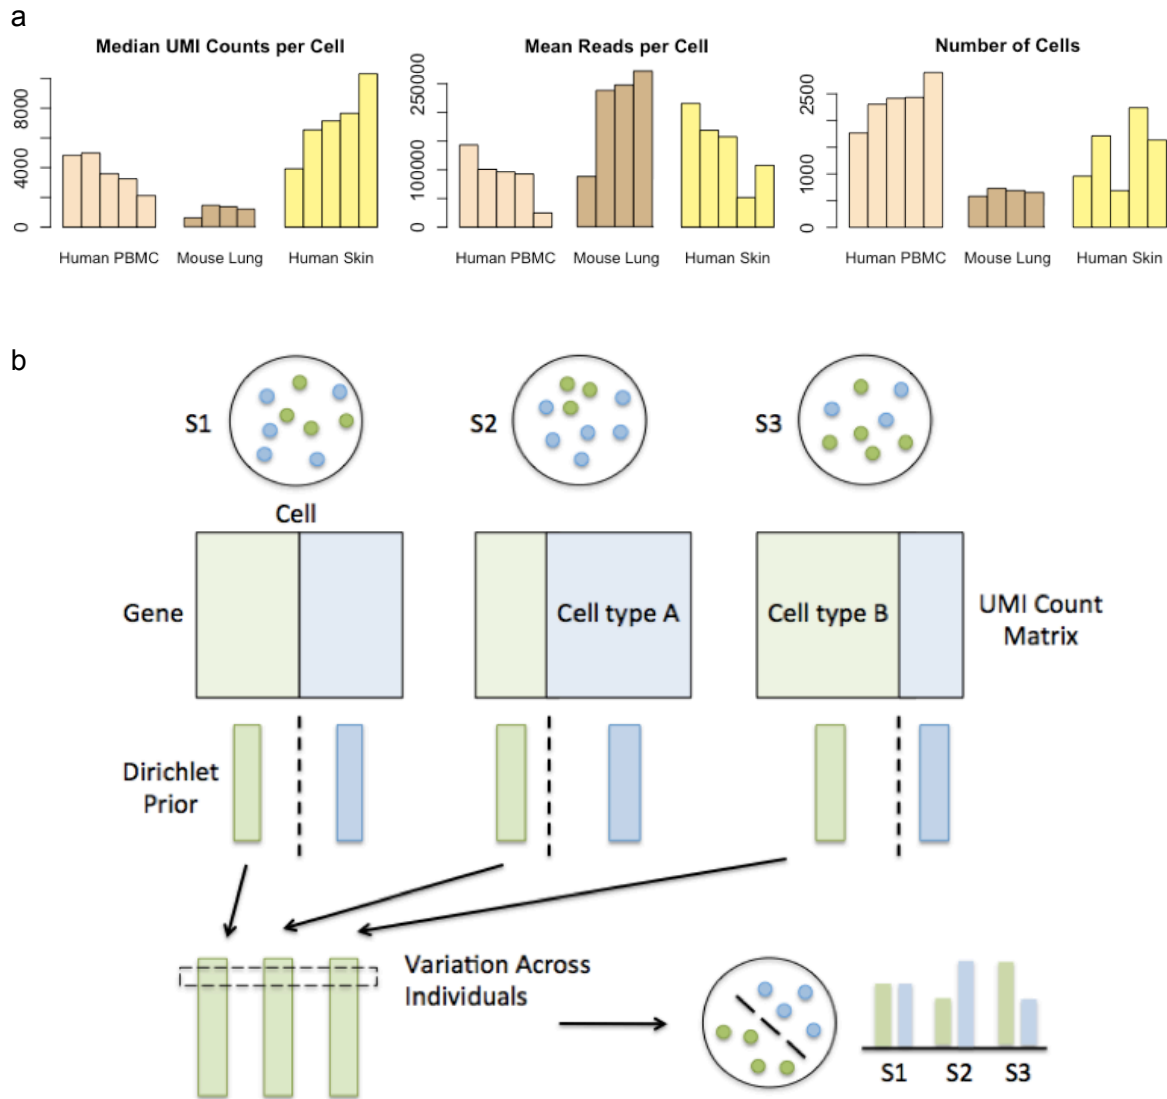 a
Median UMI Counts per Cell
8000
4000
0
Human PBMC
Mouse Lung
Human Skin
Mean Reads per Cell
250000
100000
0
Human PBMC
Mouse Lung
Human Skin
Number of Cells
2500
1000
0
Human PBMC
Mouse Lung
Human Skin
b
S1
S2
S3
Cell
Gene
Cell type A
Cell type B
UMI Count
Matrix
Dirichlet
Prior
Variation Across
Individuals
S1
S2
S3